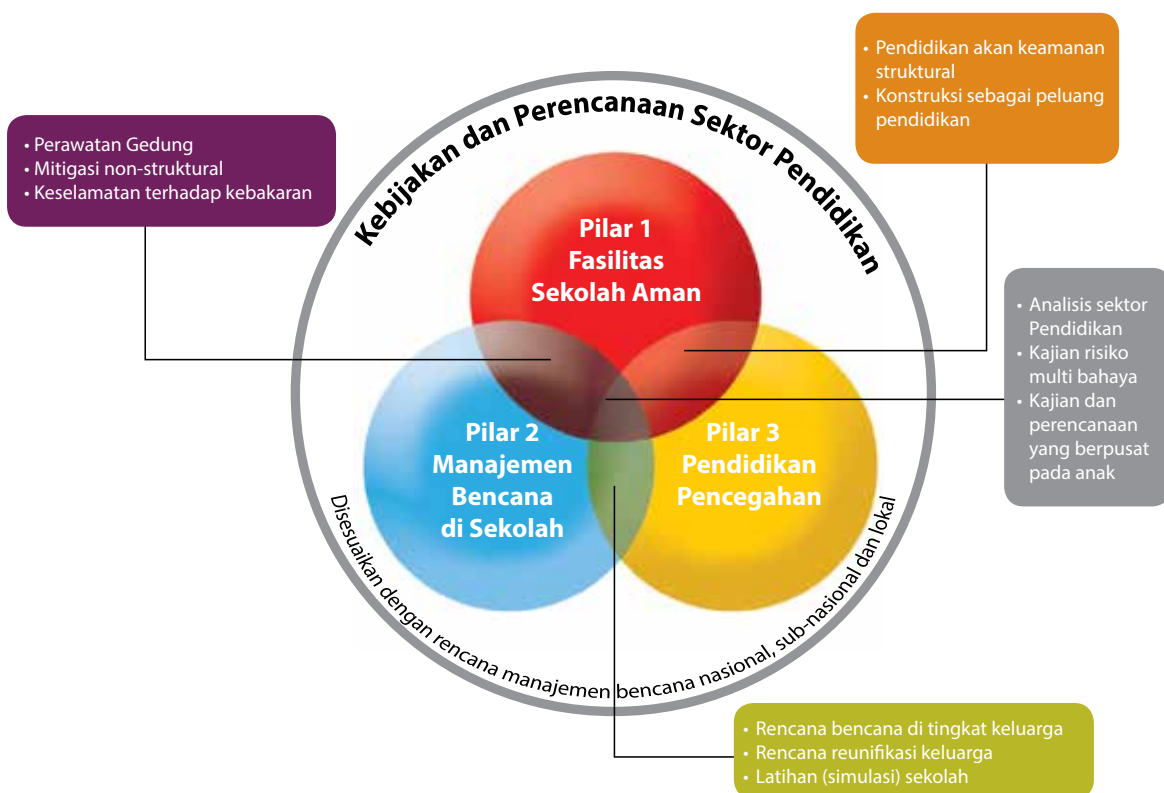 • Pendidikan akan keamanan
struktural
• Konstruksi sebagai peluang
pendidikan
Kebijakan dan Perencanaan Sektor Pendidikan
• Perawatan Gedung
• Mitigasi non-struktural
• Keselamatan terhadap kebakaran
Pilar 1
Fasilitas
Sekolah Aman
• Analisis sektor
Pendidikan
• Kajian risiko
multi bahaya
• Kajian dan
perencanaan
yang berpusat
pada anak
Pilar 2
Manajemen
Bencana
di Sekolah
Pilar 3
Pendidikan
Pencegahan
Disesuaikan dengan rencana manajemen bencana nasional, sub-nasional dan lokal
• Rencana bencana di tingkat keluarga
• Rencana reunifikasi keluarga
• Latihan (simulasi) sekolah